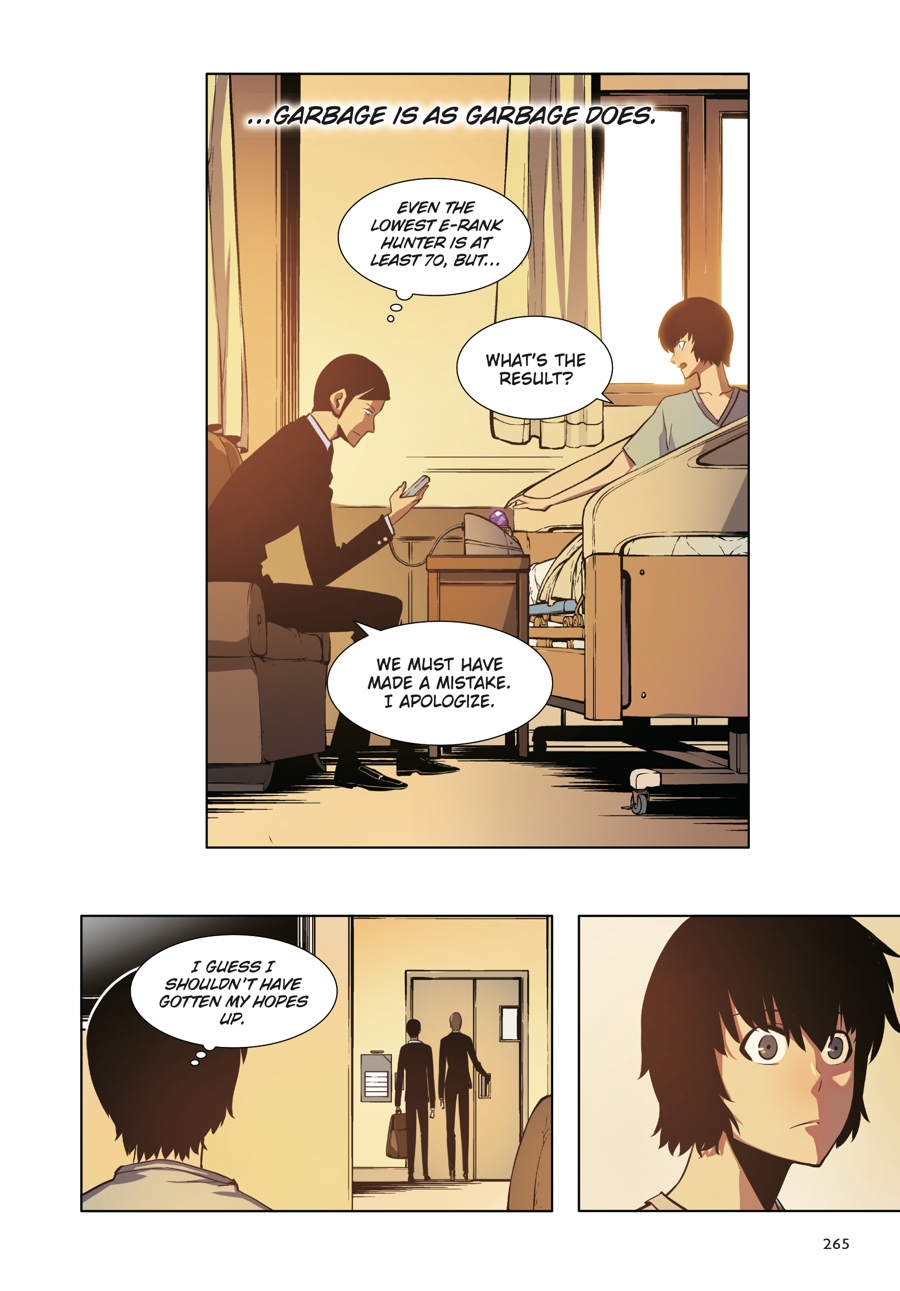 ...GARBAGE IS AS GARBAGE DOES.
EVEN THE
LOWEST E-RANK
HUNTER IS AT
LEAST 70, BUT...
WHAT'S THE
RESULT?
WE MUST HAVE
MADE A MISTAKE.
I APOLOGIZE.
I GUESS I
SHOULDN'T HAVE
GOTTEN MY HOPES
UP.
265